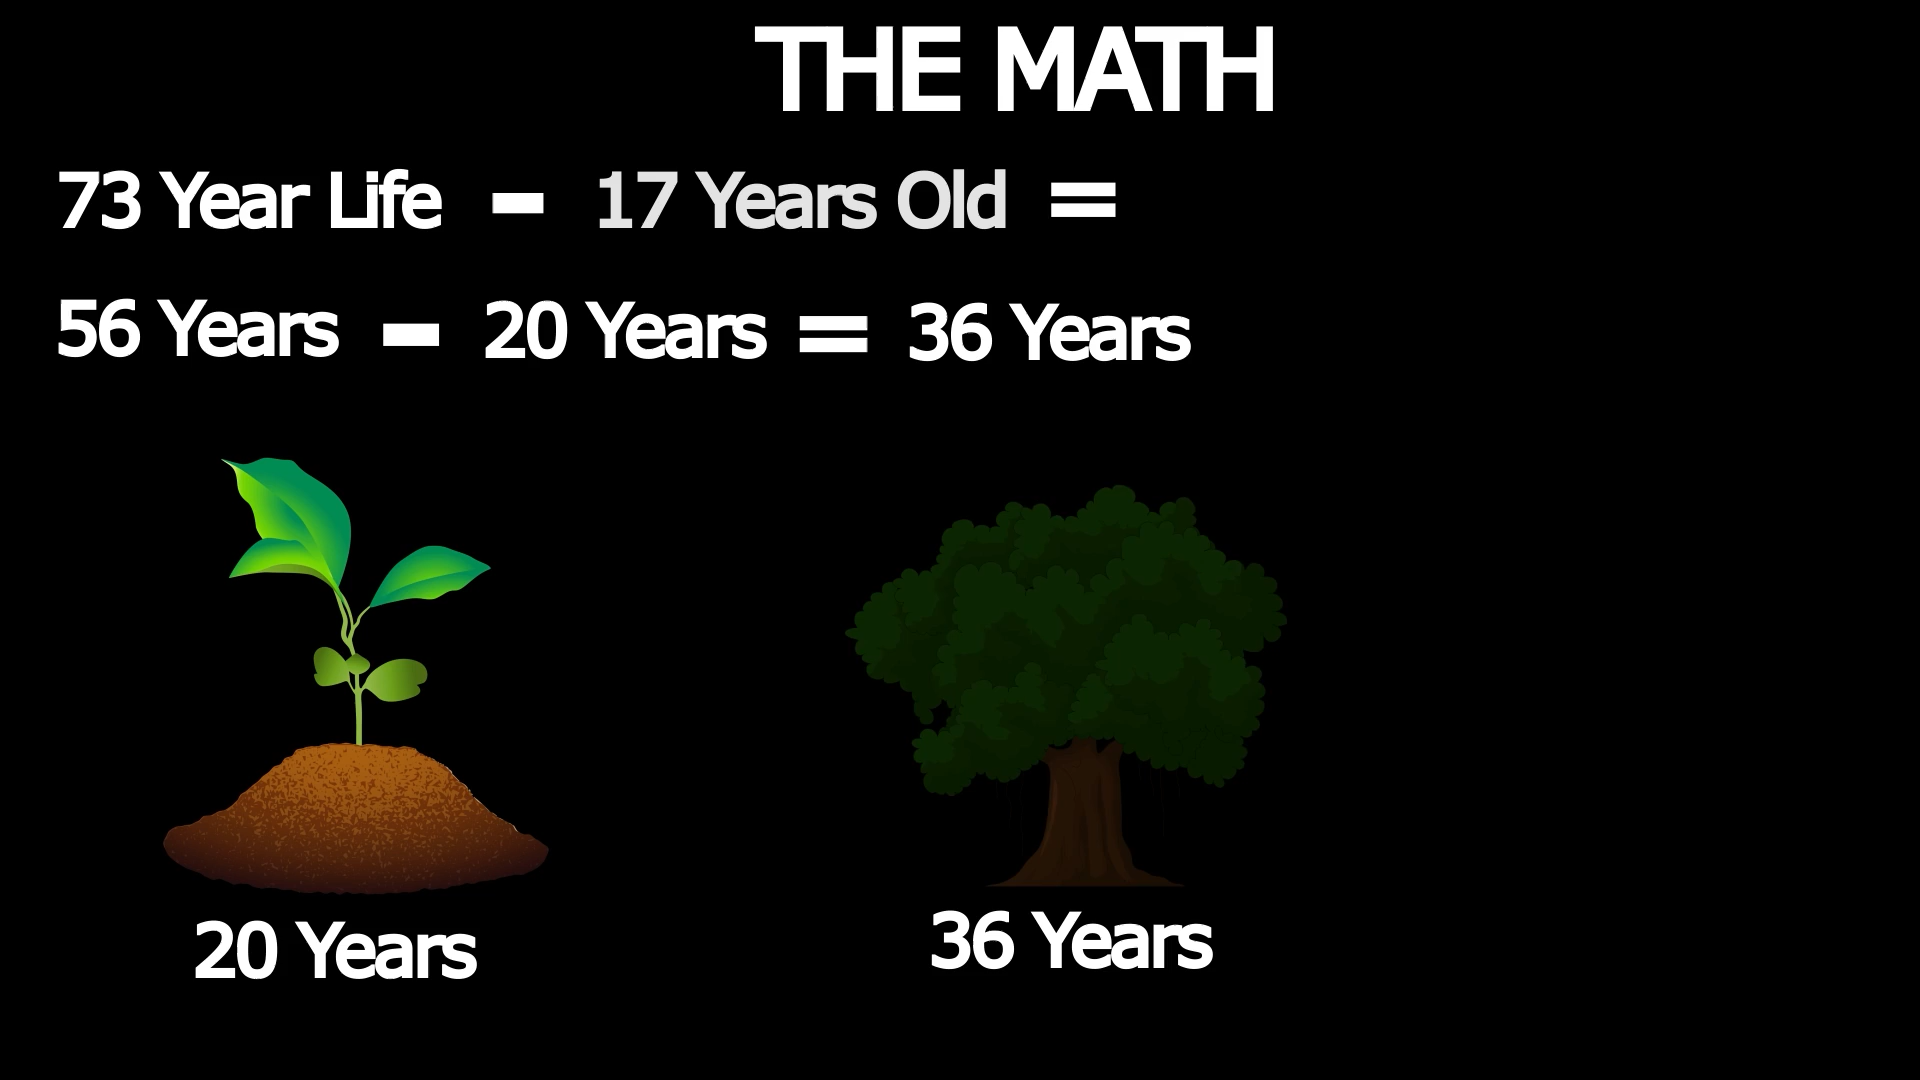 THE MATH
73 Year Life - 17 Years Old =
56 Years - 20 Years = 36 Years
20 Years
36 Years